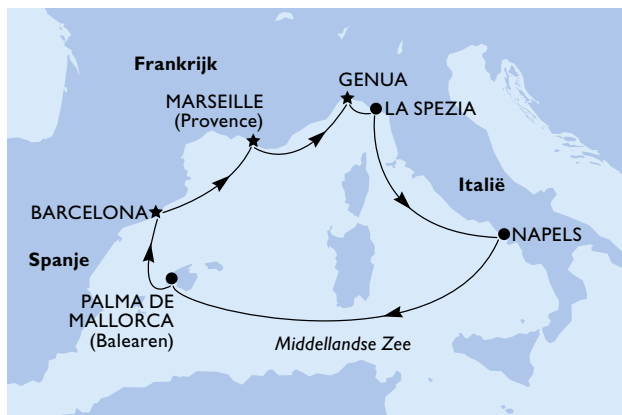 Frankrijk
GENUA
MARSEILLE
(Provence)
LA SPEZIA
Italië
BARCELONA
NAPELS
Spanje
PALMA DE
MALLORCA
(Balearen)
Middellandse Zee